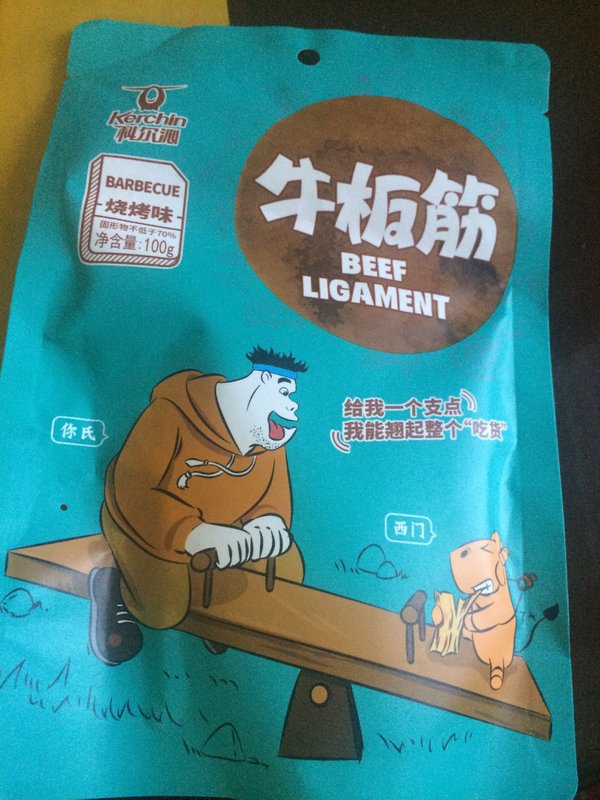 Kerchin
科尔沁
BARBECUE
烧烤味
固形物不低于70%
净含量:100g
牛板筋
BEEF
LIGAMENT
给我一个支点
我能翘起整个“吃货”
你氏
西门